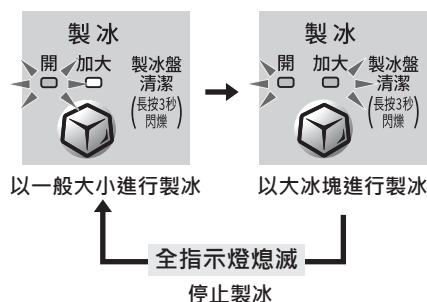 製冰
開 加大 製冰盤
清潔
(長按3秒
閃爍)
以一般大小進行製冰
製冰
開 加大 製冰盤
清潔
(長按3秒
閃爍)
以大冰塊進行製冰
全指示燈熄滅
停止製冰